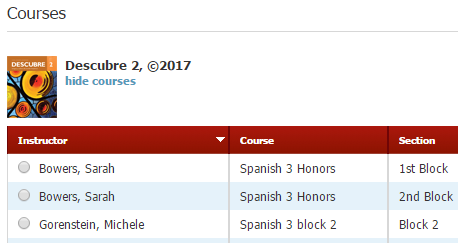 Courses
DESCUBRE 2
Descubre 2, ©2017
hide courses
Instructor Course Section
Bowers, Sarah Spanish 3 Honors 1st Block
Bowers, Sarah Spanish 3 Honors 2nd Block
Gorenstein, Michele Spanish 3 block 2 Block 2